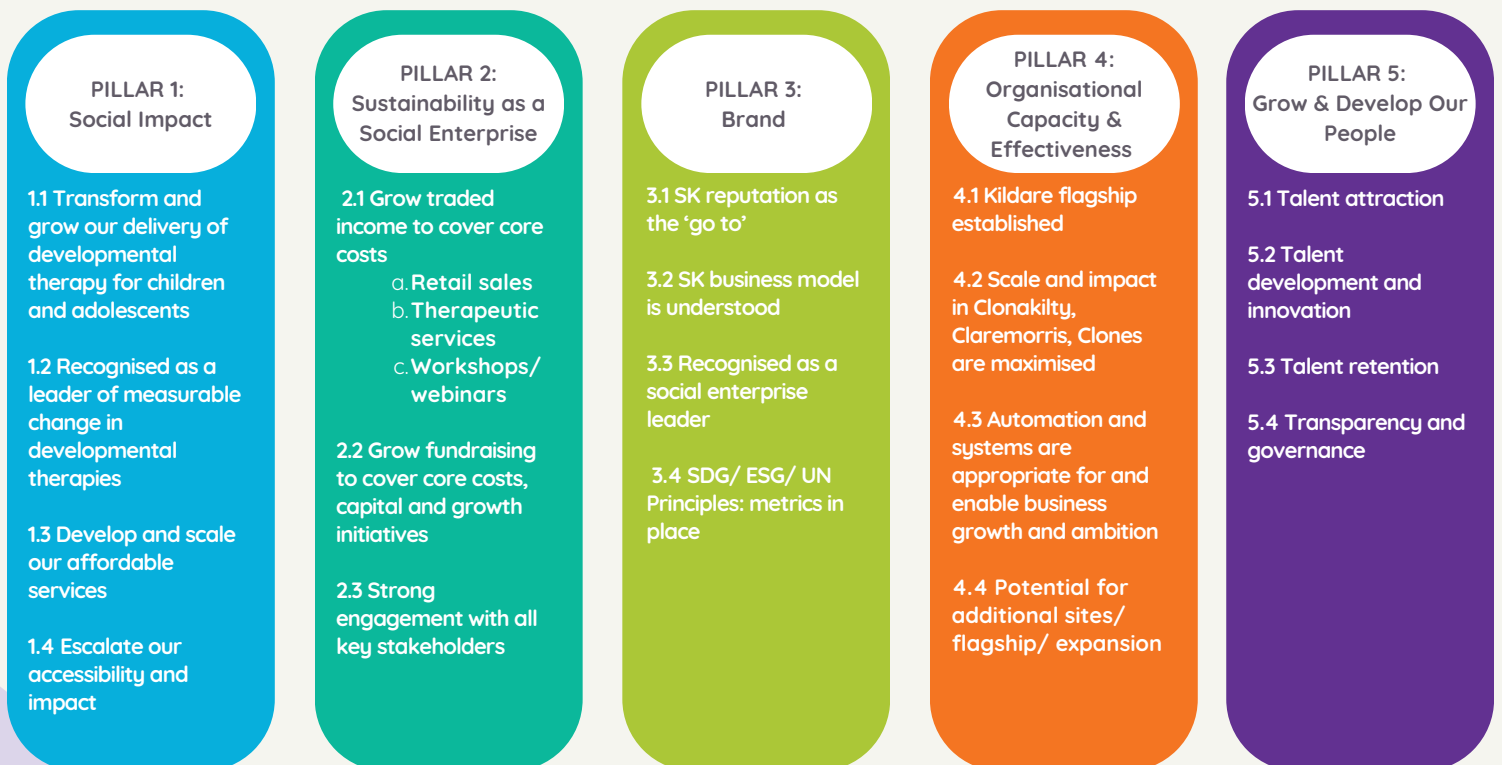 PILLAR 1:
Social Impact
1.1 Transform and
grow our delivery of
developmental
therapy for children
and adolescents
1.2 Recognised as a
leader of measurable
change in
developmental
therapies
1.3 Develop and scale
our affordable
services
1.4 Escalate our
accessibility and
impact
PILLAR 2:
Sustainability as a
Social Enterprise
2.1 Grow traded
income to cover core
costs
a. Retail sales
b. Therapeutic
services
c. Workshops/
webinars
2.2 Grow fundraising
to cover core costs,
capital and growth
initiatives
2.3 Strong
engagement with all
key stakeholders
PILLAR 3:
Brand
3.1 SK reputation as
the ‘go to’
3.2 SK business model
is understood
3.3 Recognised as a
social enterprise
leader
3.4 SDG/ ESG/ UN
Principles: metrics in
place
PILLAR 4:
Organisational
Capacity &
Effectiveness
4.1 Kildare flagship
established
4.2 Scale and impact
in Clonakilty,
Claremorris, Clones
are maximised
4.3 Automation and
systems are
appropriate for and
enable business
growth and ambition
4.4 Potential for
additional sites/
flagship/ expansion
PILLAR 5:
Grow & Develop Our
People
5.1 Talent attraction
5.2 Talent
development and
innovation
5.3 Talent retention
5.4 Transparency and
governance